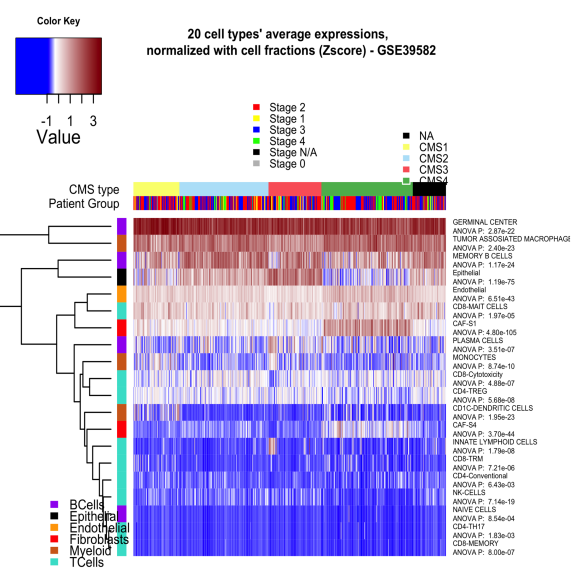 Color Key
-1 1 3
Value
20 cell types' average expressions,
normalized with cell fractions (Zscore) - GSE39582
Stage 2
Stage 1
Stage 3
Stage 4
Stage N/A
Stage 0
NA
CMS1
CMS2
CMS3
CMS4
CMS type
Patient Group
GERMINAL CENTER
ANOVA P: 2.87e-22
TUMOR ASSOSIATED MACROPHAGE
ANOVA P: 2.40e-23
MEMORY B CELLS
ANOVA P: 1.17e-24
Epithelial
ANOVA P: 1.19e-75
Endothelial
ANOVA P: 6.51e-43
CD8-MAIT CELLS
ANOVA P: 1.97e-05
CAF-S1
ANOVA P: 4.80e-105
PLASMA CELLS
ANOVA P: 3.51e-07
MONOCYTES
ANOVA P: 8.74e-10
CD8-Cytotoxicity
ANOVA P: 4.88e-07
CD4-TREG
ANOVA P: 5.68e-08
CD1C-DENDRITIC CELLS
ANOVA P: 1.95e-23
CAF-S4
ANOVA P: 3.70e-44
INNATE LYMPHOID CELLS
ANOVA P: 1.79e-08
CD8-TRM
ANOVA P: 7.21e-06
CD4-Conventional
ANOVA P: 6.43e-03
NK-CELLS
ANOVA P: 7.14e-19
NAIVE CELLS
ANOVA P: 8.54e-04
CD4-TH17
ANOVA P: 1.83e-03
CD8-MEMORY
ANOVA P: 8.00e-07
BCells
Epithelial
Endothelial
Fibroblasts
Myeloid
TCells